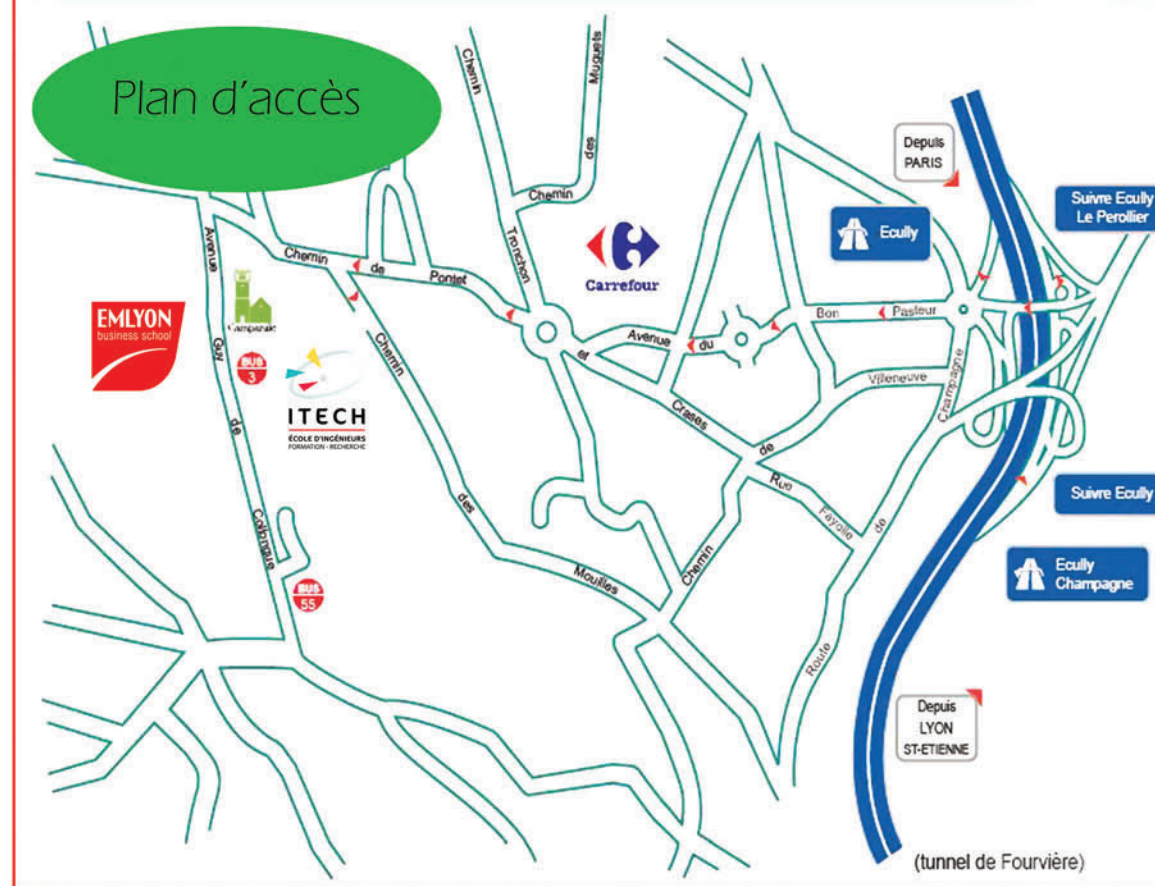 Plan d'accès
Chemin
Tronchon
Chemin des Muguets
Depuis
PARIS
Suivre Ecully
Le Perollier
Ecully
Carrefour
Chemin de Pontet
Avenue Guy de Collongue
EMLYON
business school
Campanile
BUS
3
ITECH
ÉCOLE D'INGÉNIEURS
FORMATION - RECHERCHE
BUS
55
Chemin des Mouilles
et Crases
Avenue du Bon Pasteur
Chemin de Villeneuve
Rue Fayolle
Route de Champagne
Suivre Ecully
Ecully
Champagne
Depuis
LYON
ST-ETIENNE
(tunnel de Fourvière)